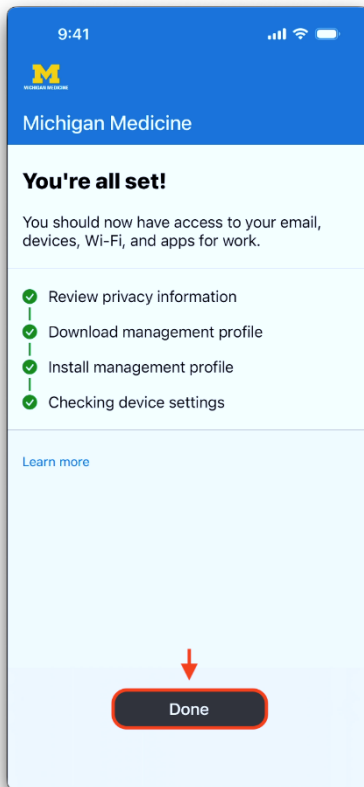 9:41
M
MICHIGAN MEDICINE
Michigan Medicine
You're all set!
You should now have access to your email,
devices, Wi-Fi, and apps for work.
Review privacy information
Download management profile
Install management profile
Checking device settings
Learn more
Done